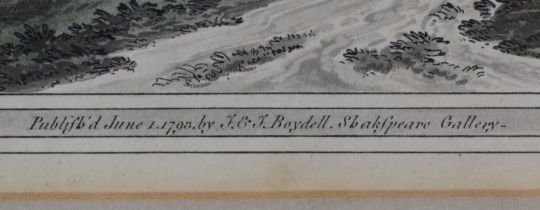 Publish'd June 1. 1793, by J. & J. Boydell. Shakspeare Gallery.